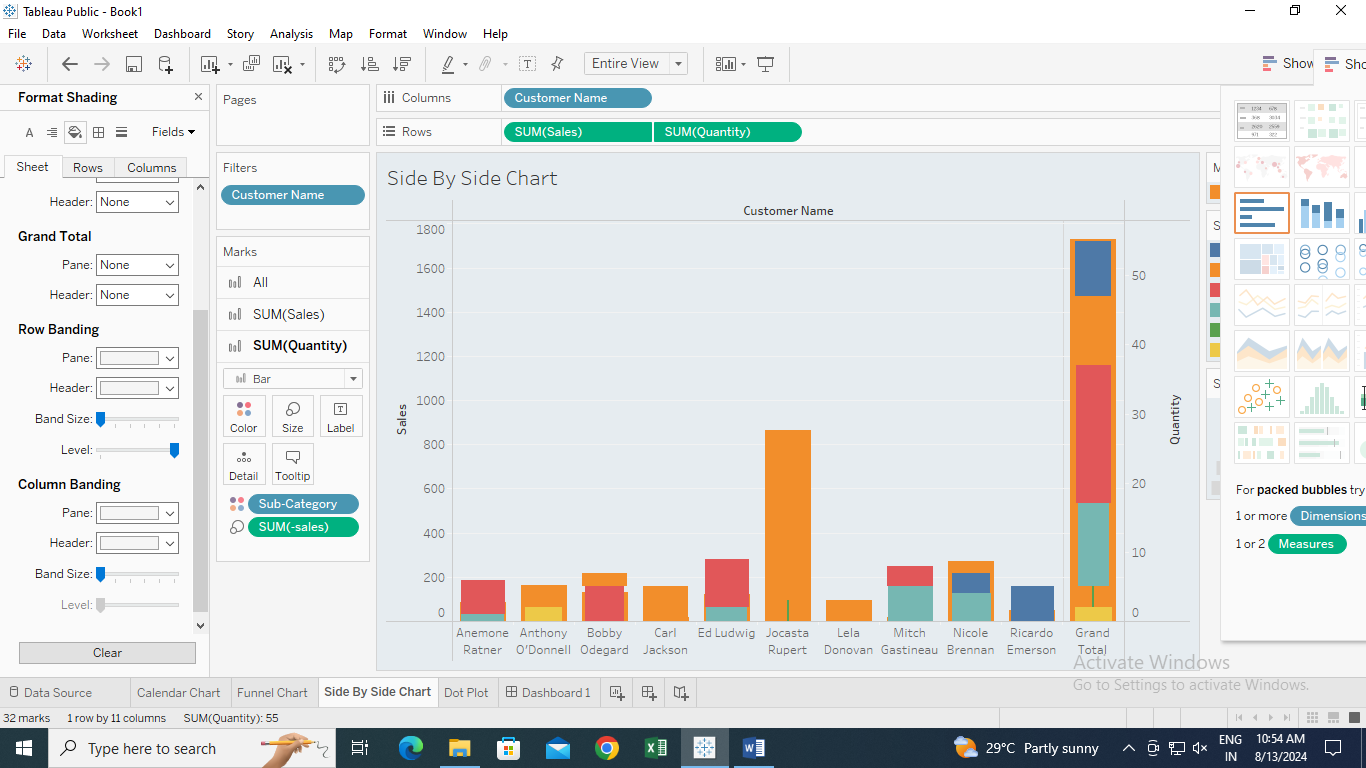 Tableau Public - Book1
File Data Worksheet Dashboard Story Analysis Map Format Window Help
Entire View
Show
Format Shading
Fields
Sheet Rows Columns
Header: None
Grand Total
Pane: None
Header: None
Row Banding
Pane:
Header:
Band Size:
Level:
Column Banding
Pane:
Header:
Band Size:
Level:
Clear
Pages
Filters
Customer Name
Marks
All
SUM(Sales)
SUM(Quantity)
Bar
Color Size Label
Detail Tooltip
Sub-Category
SUM(-sales)
Columns Customer Name
Rows SUM(Sales) SUM(Quantity)
Side By Side Chart
Customer Name
Sales
1800
1600
1400
1200
1000
800
600
400
200
0
Quantity
50
40
30
20
10
0
Anemone Ratner
Anthony O'Donnell
Bobby Odegard
Carl Jackson
Ed Ludwig
Jocasta Rupert
Lela Donovan
Mitch Gastineau
Nicole Brennan
Ricardo Emerson
Grand Total
For packed bubbles try
1 or more Dimensions
1 or 2 Measures
Activate Windows
Go to Settings to activate Windows.
Data Source Calendar Chart Funnel Chart Side By Side Chart Dot Plot Dashboard 1
32 marks 1 row by 11 columns SUM(Quantity): 55
Type here to search
29°C Partly sunny
ENG
IN
10:54 AM
8/13/2024